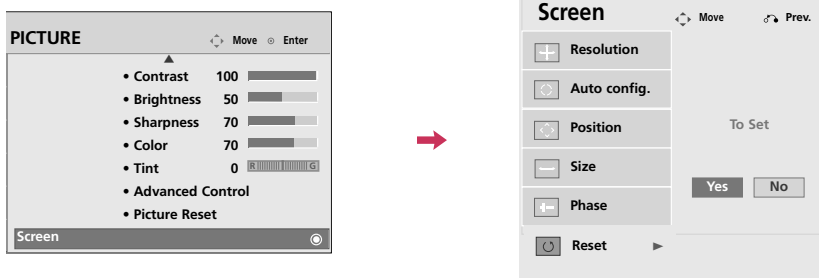 PICTURE
Move
Enter
• Contrast 100
• Brightness 50
• Sharpness 70
• Color 70
• Tint 0 R G
• Advanced Control
• Picture Reset
Screen
Screen
Move
Prev.
Resolution
Auto config.
Position
Size
Phase
Reset
To Set
Yes No